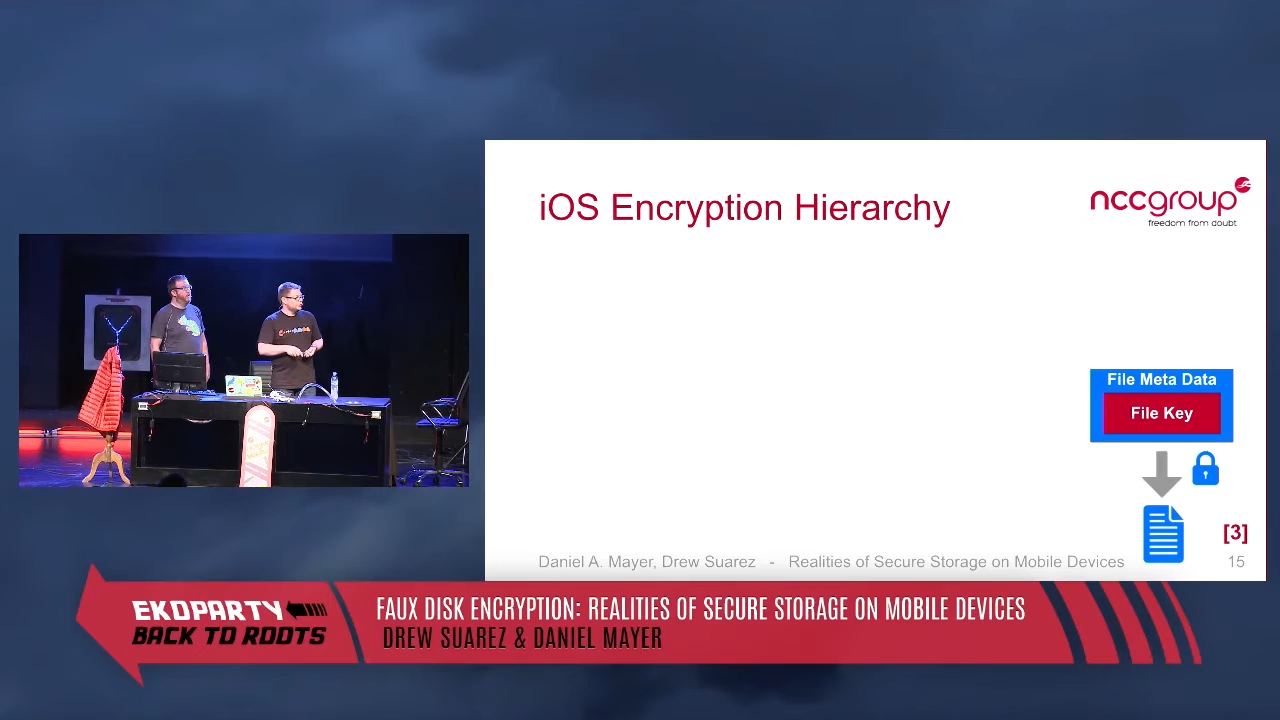 iOS Encryption Hierarchy
nccgroup
freedom from doubt
File Meta Data
File Key
[3]
Daniel A. Mayer, Drew Suarez - Realities of Secure Storage on Mobile Devices
15
EKOPARTY
BACK TO ROOTS
FAUX DISK ENCRYPTION: REALITIES OF SECURE STORAGE ON MOBILE DEVICES
DREW SUAREZ & DANIEL MAYER